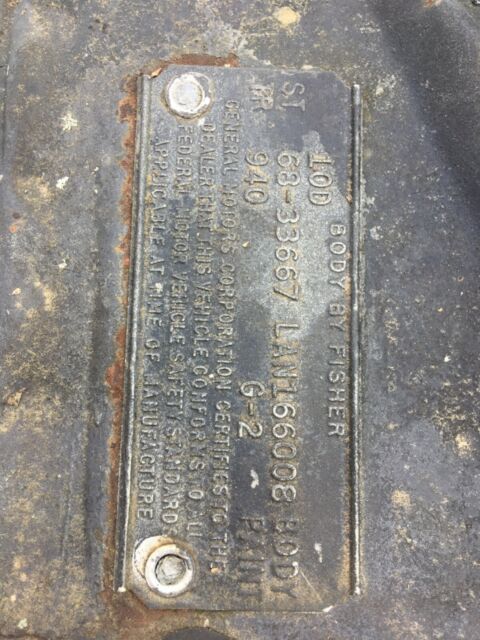 BODY BY FISHER
10D
ST 68-33667 LAN166008 BODY
TR 940 G-2 PAINT
GENERAL MOTORS CORPORATION CERTIFIES TO THE
DEALER THAT THIS VEHICLE CONFORMS TO ALL
FEDERAL MOTOR VEHICLE SAFETY STANDARDS
APPLICABLE AT TIME OF MANUFACTURE